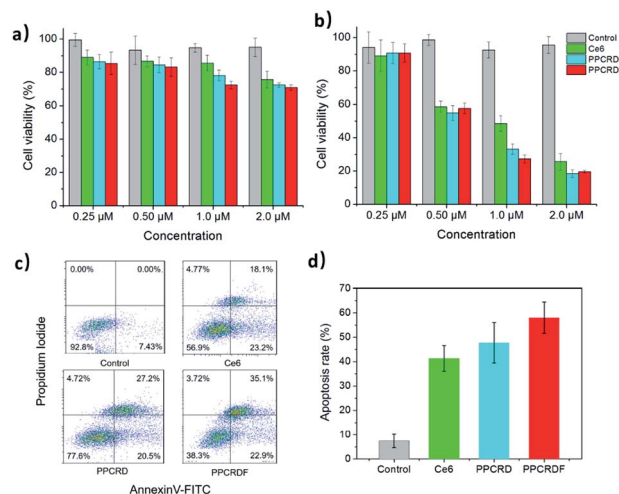 a)
100
80
60
40
20
0
Cell viability (%)
0.25 µM 0.50 µM 1.0 µM 2.0 µM
Concentration
b)
100
80
60
40
20
0
Cell viability (%)
0.25 µM 0.50 µM 1.0 µM 2.0 µM
Concentration
Control
Ce6
PPCRD
PPCRD
c)
Propidium Iodide
0.00% 0.00%
92.8% 7.43%
Control
4.77% 18.1%
56.9% 23.2%
Ce6
4.72% 27.2%
77.6% 20.5%
PPCRD
3.72% 35.1%
38.3% 22.9%
PPCRDF
AnnexinV-FITC
d)
70
60
50
40
30
20
10
0
Apoptosis rate (%)
Control Ce6 PPCRD PPCRDF